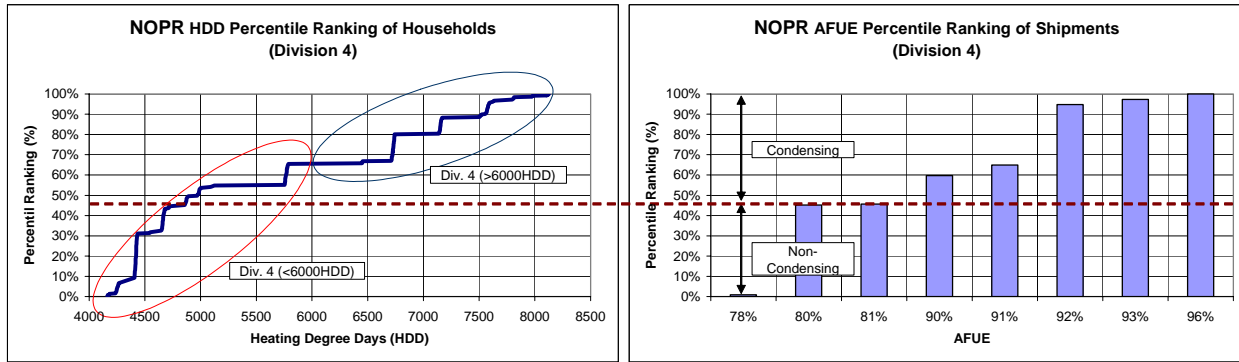 NOPR HDD Percentile Ranking of Households
(Division 4)
Percentil Ranking (%)
100%
90%
80%
70%
60%
50%
40%
30%
20%
10%
0%
4000 4500 5000 5500 6000 6500 7000 7500 8000 8500
Heating Degree Days (HDD)
Div. 4 (>6000HDD)
Div. 4 (<6000HDD)
NOPR AFUE Percentile Ranking of Shipments
(Division 4)
Percentile Ranking (%)
100%
90%
80%
70%
60%
50%
40%
30%
20%
10%
0%
78% 80% 81% 90% 91% 92% 93% 96%
AFUE
Condensing
Non-
Condensing